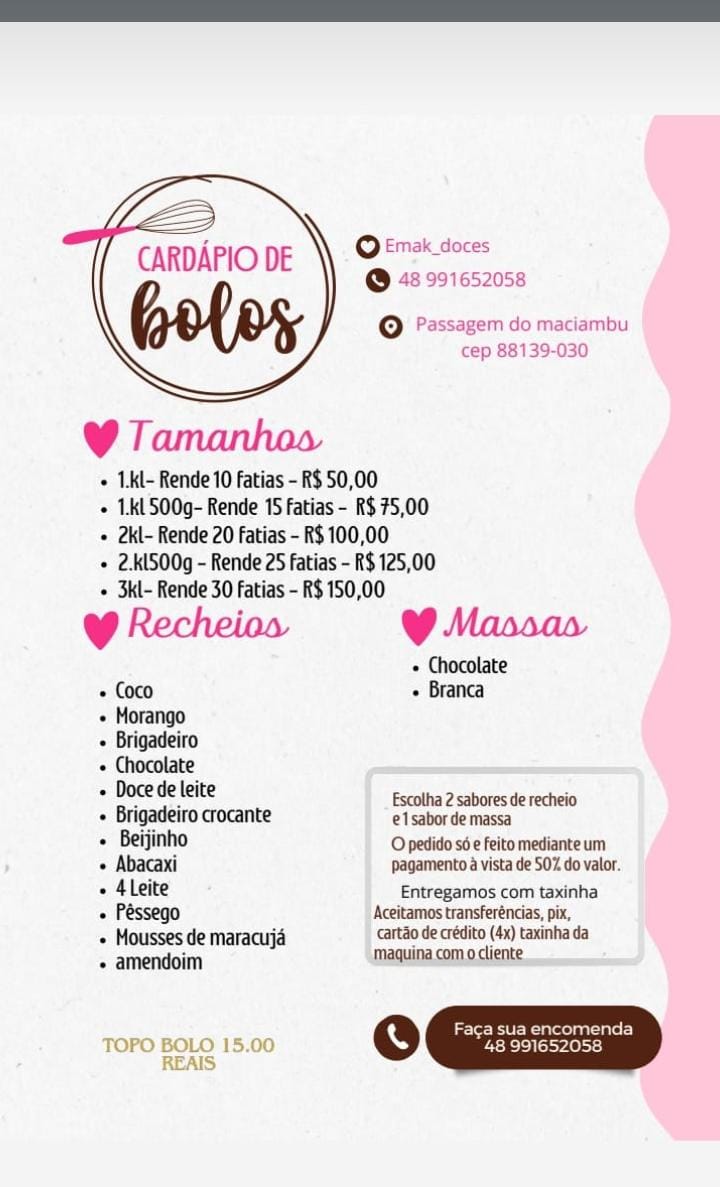 CARDÁPIO DE
bolos
Emak_doces
48 991652058
Passagem do maciambu
cep 88139-030
Tamanhos
• 1.kl- Rende 10 fatias - R$ 50,00
• 1.kl 500g- Rende 15 fatias - R$ 75,00
• 2kl- Rende 20 fatias - R$ 100,00
• 2.kl500g - Rende 25 fatias - R$ 125,00
• 3kl- Rende 30 fatias - R$ 150,00
Recheios
• Coco
• Morango
• Brigadeiro
• Chocolate
• Doce de leite
• Brigadeiro crocante
• Beijinho
• Abacaxi
• 4 Leite
• Pêssego
• Mousses de maracujá
• amendoim
Massas
• Chocolate
• Branca
Escolha 2 sabores de recheio
e 1 sabor de massa
O pedido só e feito mediante um
pagamento à vista de 50% do valor.
Entregamos com taxinha
Aceitamos transferências, pix,
cartão de crédito (4x) taxinha da
maquina com o cliente
TOPO BOLO 15.00
REAIS
Faça sua encomenda
48 991652058